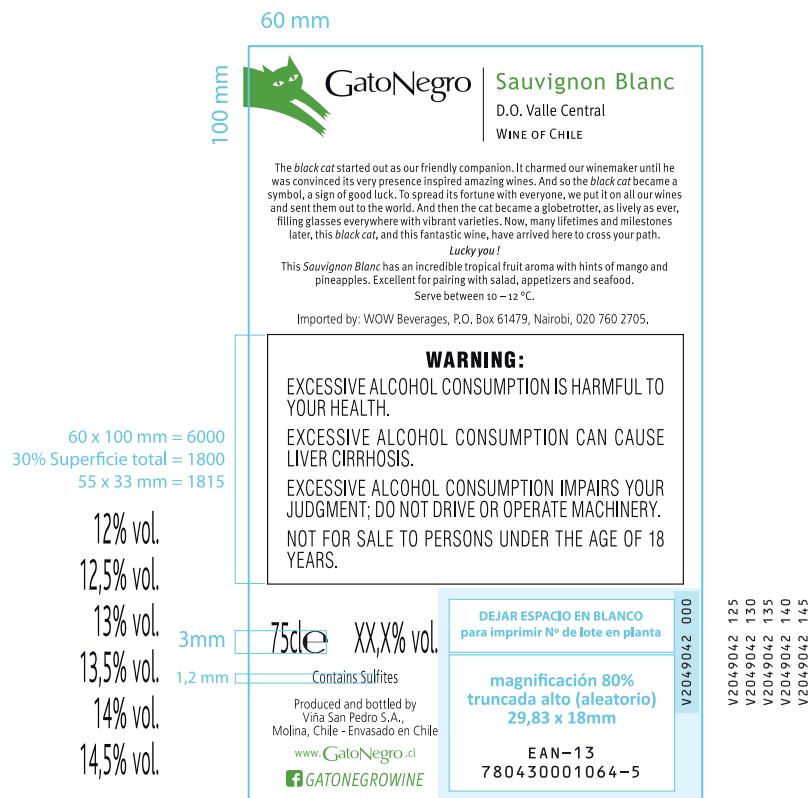 60 mm
100 mm
GatoNegro
Sauvignon Blanc
D.O. Valle Central
WINE OF CHILE
The black cat started out as our friendly companion. It charmed our winemaker until he
was convinced its very presence inspired amazing wines. And so the black cat became a
symbol, a sign of good luck. To spread its fortune with everyone, we put it on all our wines
and sent them out to the world. And then the cat became a globetrotter, as lively as ever,
filling glasses everywhere with vibrant varieties. Now, many lifetimes and milestones
later, this black cat, and this fantastic wine, have arrived here to cross your path.
Lucky you !
This Sauvignon Blanc has an incredible tropical fruit aroma with hints of mango and
pineapples. Excellent for pairing with salad, appetizers and seafood.
Serve between 10 – 12 °C.
Imported by: WOW Beverages, P.O. Box 61479, Nairobi, 020 760 2705.
WARNING:
EXCESSIVE ALCOHOL CONSUMPTION IS HARMFUL TO
YOUR HEALTH.
EXCESSIVE ALCOHOL CONSUMPTION CAN CAUSE
LIVER CIRRHOSIS.
EXCESSIVE ALCOHOL CONSUMPTION IMPAIRS YOUR
JUDGMENT; DO NOT DRIVE OR OPERATE MACHINERY.
NOT FOR SALE TO PERSONS UNDER THE AGE OF 18
YEARS.
60 x 100 mm = 6000
30% Superficie total = 1800
55 x 33 mm = 1815
12% vol.
12,5% vol.
13% vol.
13,5% vol.
14% vol.
14,5% vol.
3mm
75cl e XX,X% vol.
1,2 mm
Contains Sulfites
Produced and bottled by
Viña San Pedro S.A.,
Molina, Chile - Envasado en Chile
www.GatoNegro.cl
f GATONEGROWINE
DEJAR ESPACIO EN BLANCO
para imprimir Nº de lote en planta
magnificación 80%
truncada alto (aleatorio)
29,83 x 18mm
EAN-13
780430001064-5
V2049042 000
V2049042 125
V2049042 130
V2049042 135
V2049042 140
V2049042 145